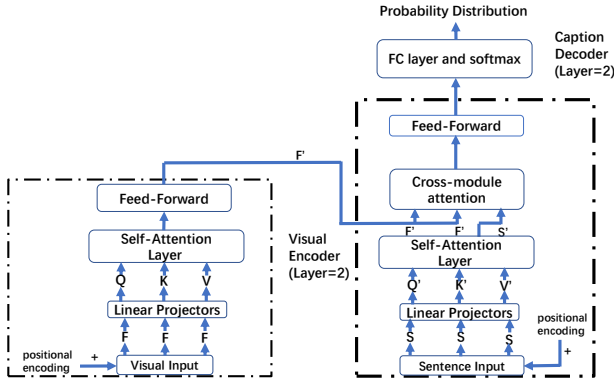 Probability Distribution
FC layer and softmax
Caption
Decoder
(Layer=2)
Feed-Forward
Cross-module
attention
F'
F' F' S'
Self-Attention
Layer
Q' K' V'
Linear Projectors
S S S
Sentence Input
+
positional
encoding
Feed-Forward
Self-Attention
Layer
Visual
Encoder
(Layer=2)
Q K V
Linear Projectors
F F F
positional
encoding
+
Visual Input